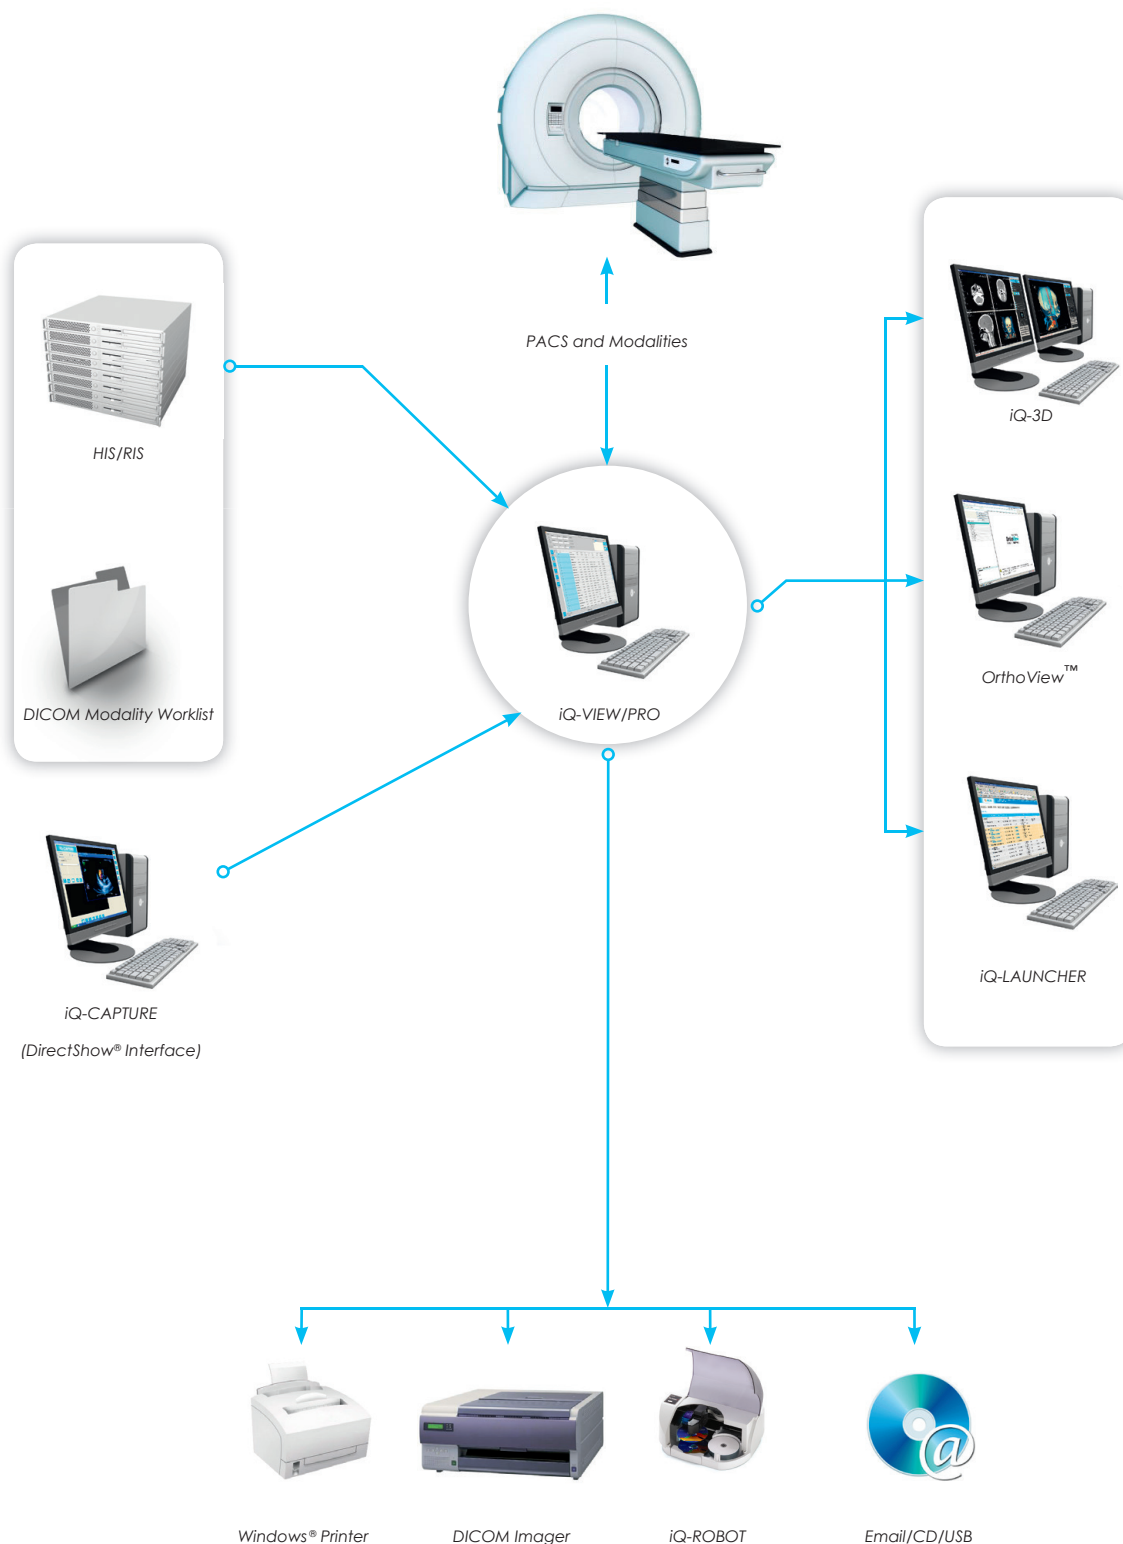 PACS and Modalities
HIS/RIS
iQ-3D
DICOM Modality Worklist
iQ-VIEW/PRO
OrthoView™
iQ-CAPTURE
(DirectShow® Interface)
iQ-LAUNCHER
Windows® Printer
DICOM Imager
iQ-ROBOT
Email/CD/USB
@